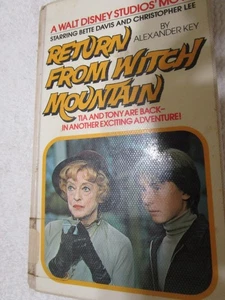 A WALT DISNEY STUDIOS' MO
STARRING BETTE DAVIS AND CHRISTOPHER LEE
RETURN
BY
ALEXANDER KEY
FROM WITCH
MOUNTAIN
TIA AND TONY ARE BACK-
IN ANOTHER EXCITING ADVENTURE!